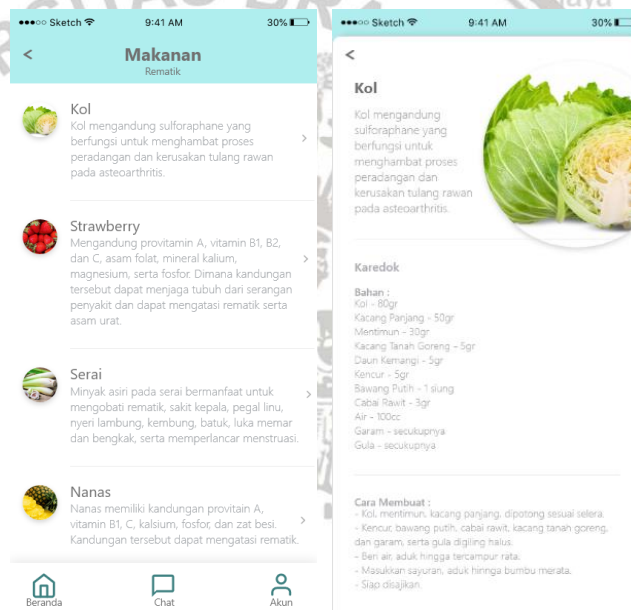 Sketch 9:41 AM 30%
Makanan
Rematik
Kol
Kol mengandung sulforaphane yang
berfungsi untuk menghambat proses
peradangan dan kerusakan tulang rawan
pada asteoarthritis.
Strawberry
Mengandung provitamin A, vitamin B1, B2,
dan C, asam folat, mineral kalium,
magnesium, serta fosfor. Dimana kandungan
tersebut dapat menjaga tubuh dari serangan
penyakit dan dapat mengatasi rematik serta
asam urat.
Serai
Minyak asiri pada serai bermanfaat untuk
mengobati rematik, sakit kepala, pegal linu,
nyeri lambung, kembung, batuk, luka memar
dan bengkak, serta memperlancar menstruasi.
Nanas
Nanas memiliki kandungan provitain A,
vitamin B1, C, kalsium, fosfor, dan zat besi.
Kandungan tersebut dapat mengatasi rematik.
Beranda Chat Akun
Sketch 9:41 AM 30%
Kol
Kol mengandung
sulforaphane yang
berfungsi untuk
menghambat proses
peradangan dan
kerusakan tulang rawan
pada asteoarthritis.
Karedok
Bahan :
Kol - 80gr
Kacang Panjang - 50gr
Mentimun - 30gr
Kacang Tanah Goreng – 5gr
Daun Kemangi - 5gr
Kencur - 5gr
Bawang Putih - 1 siung
Cabai Rawit - 3gr
Air - 100cc
Garam - secukupnya
Gula - secukupnya
Cara Membuat :
- Kol, mentimun, kacang panjang, dipotong sesuai selera.
- Kencur, bawang putih, cabai rawit, kacang tanah goreng,
dan garam, serta gula digiling halus.
- Beri air, aduk hingga tercampur rata.
- Masukkan sayuran, aduk hinnga bumbu merata.
- Siap disajikan.